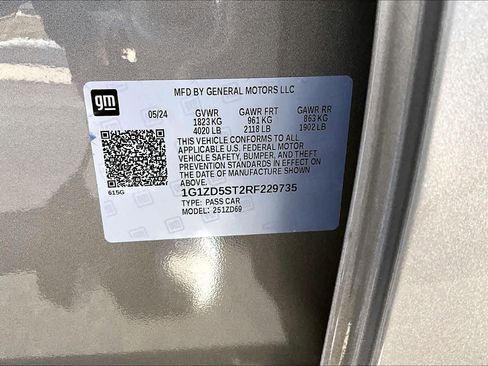 gm
MFD BY GENERAL MOTORS LLC
05/24 GVWR GAWR FRT GAWR RR
1823 KG 961 KG 863 KG
4020 LB 2118 LB 1902 LB
THIS VEHICLE CONFORMS TO ALL
APPLICABLE U.S. FEDERAL MOTOR
VEHICLE SAFETY, BUMPER, AND THEFT
PREVENTION STANDARDS IN EFFECT ON
THE DATE OF MANUFACTURE SHOWN
ABOVE.
615G
1G1ZD5ST2RF229735
TYPE: PASS CAR
MODEL: 251ZD69